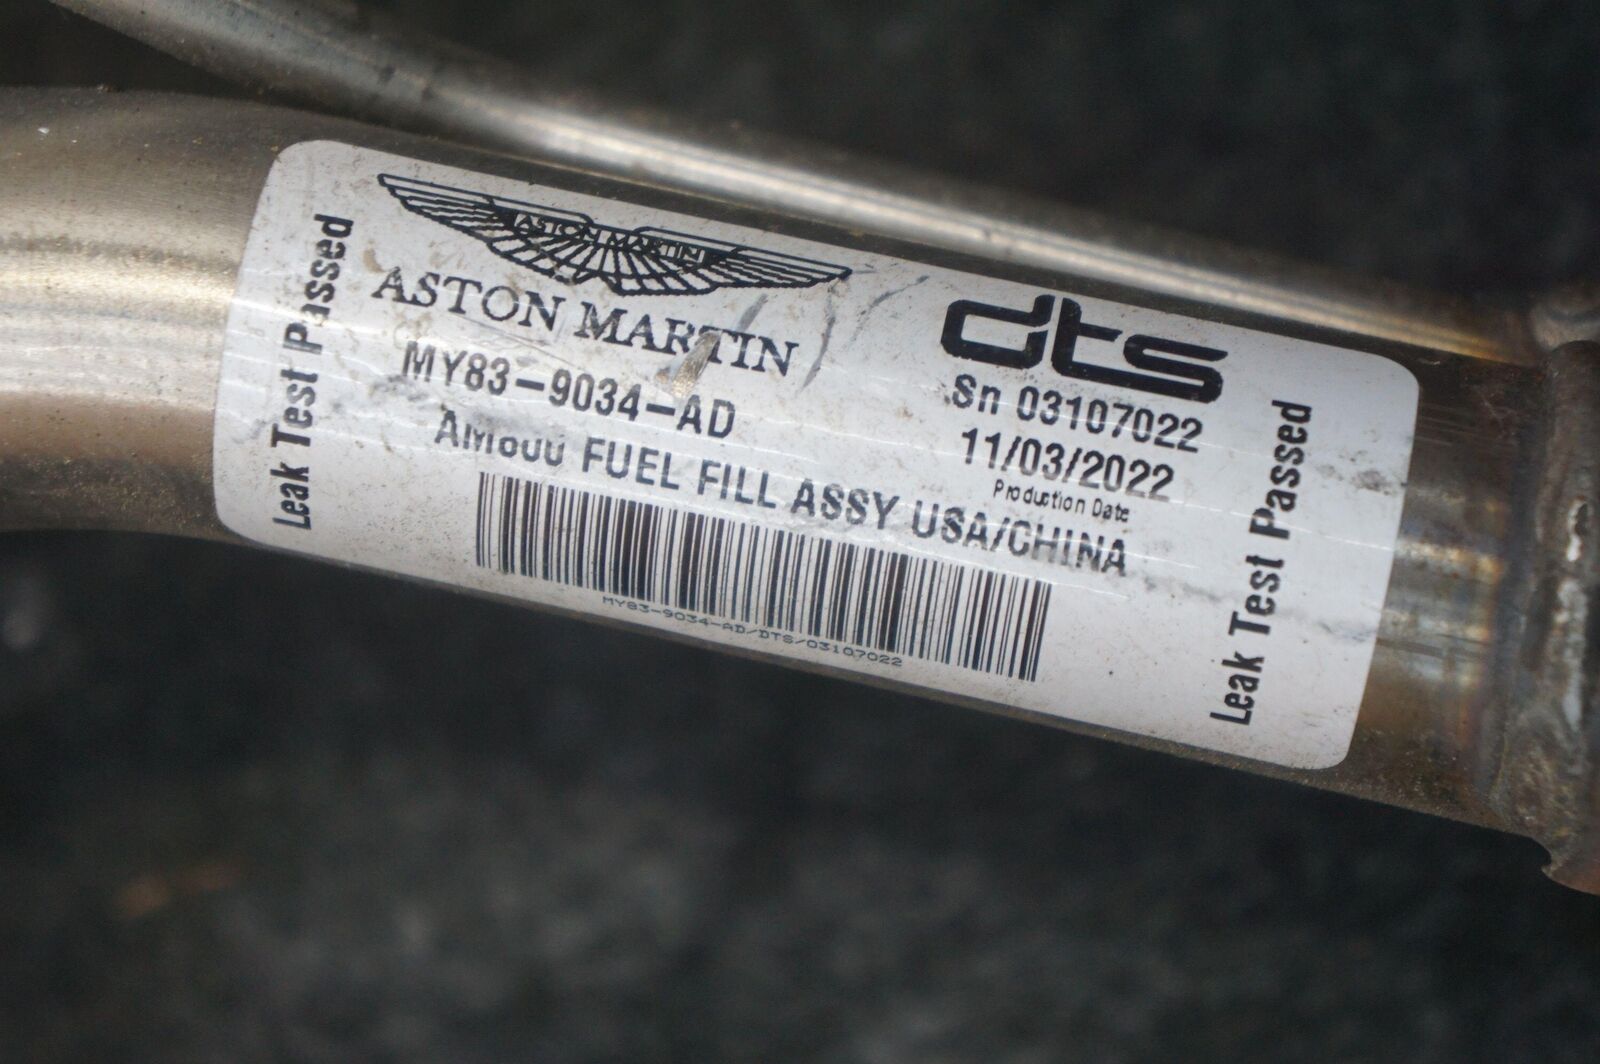 Leak Test Passed
ASTON MARTIN
ASTON MARTIN
MY83-9034-AD
AM800 FUEL FILL ASSY USA/CHINA
MY83-9034-AD/DTS/03107022
dts
Sn 03107022
11/03/2022
Production Date
Leak Test Passed